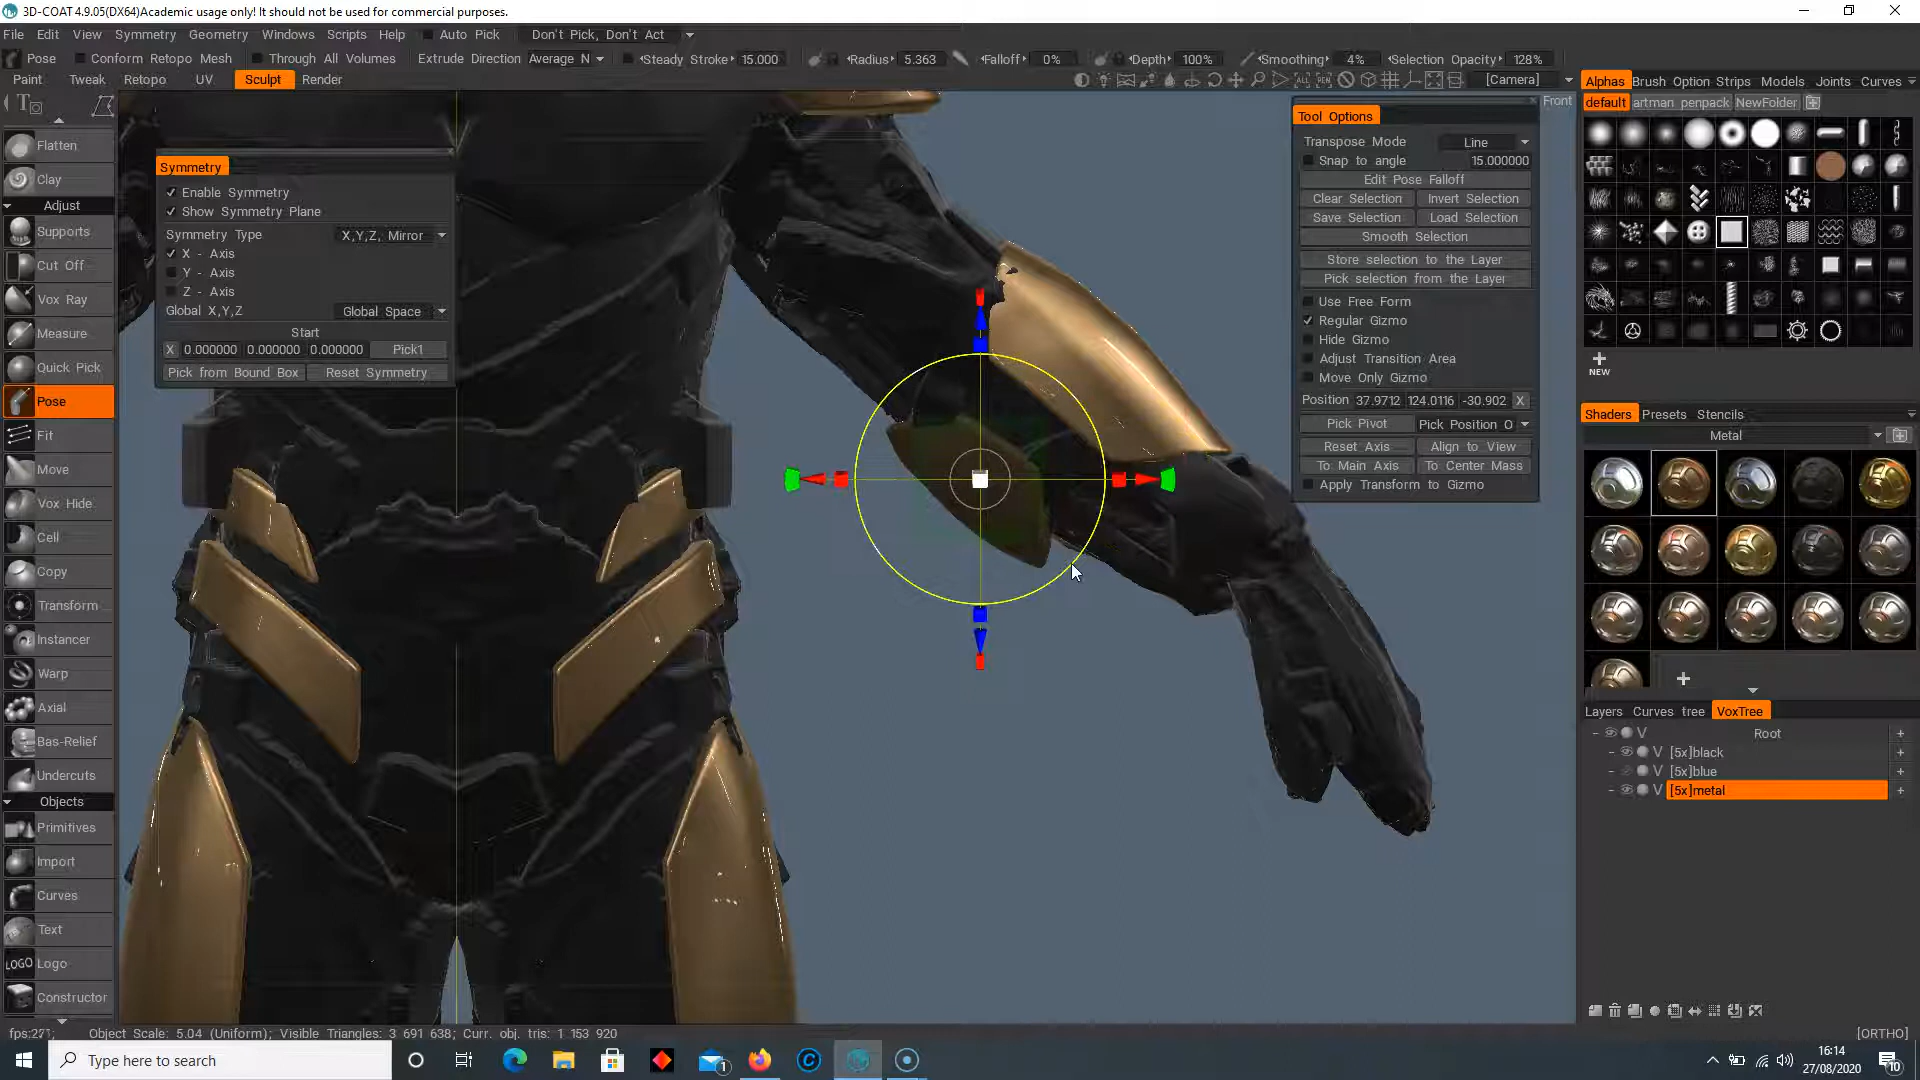 3D-COAT 4.9.05(DX64)Academic usage only! It should not be used for commercial purposes.
File Edit View Symmetry Geometry Windows Scripts Help Auto Pick Don't Pick, Don't Act
Pose Conform Retopo Mesh Through All Volumes Extrude Direction Average N Steady Stroke 15.000 Radius 5.363 Falloff 0% Depth 100% Smoothing 4% Selection Opacity 128%
Paint Tweak Retopo UV Sculpt Render [Camera]
Front
Flatten
Clay
Adjust
Supports
Cut Off
Vox Ray
Measure
Quick Pick
Pose
Fit
Move
Vox Hide
Cell
Copy
Transform
Instancer
Warp
Axial
Bas-Relief
Undercuts
Objects
Primitives
Import
Curves
Text
LOGO Logo
Constructor
Symmetry
Enable Symmetry
Show Symmetry Plane
Symmetry Type X,Y,Z, Mirror
X - Axis
Y - Axis
Z - Axis
Global X,Y,Z Global Space
Start
X 0.000000 0.000000 0.000000 Pick1
Pick from Bound Box Reset Symmetry
Tool Options
Transpose Mode Line
Snap to angle 15.000000
Edit Pose Falloff
Clear Selection Invert Selection
Save Selection Load Selection
Smooth Selection
Store selection to the Layer
Pick selection from the Layer
Use Free Form
Regular Gizmo
Hide Gizmo
Adjust Transition Area
Move Only Gizmo
Position 37.9712 124.0116 -30.902 X
Pick Pivot Pick Position O
Reset Axis Align to View
To Main Axis To Center Mass
Apply Transform to Gizmo
Alphas Brush Option Strips Models Joints Curves
default artman penpack NewFolder
NEW
Shaders Presets Stencils
Metal
Layers Curves tree VoxTree
V Root
V [5x]black
V [5x]blue
V [5x]metal
Object Scale: 5.04 (Uniform); Visible Triangles: 3 691 638; Curr. obj. tris: 1 153 920
[ORTHO]
Type here to search
1
16:14
27/08/2020
10